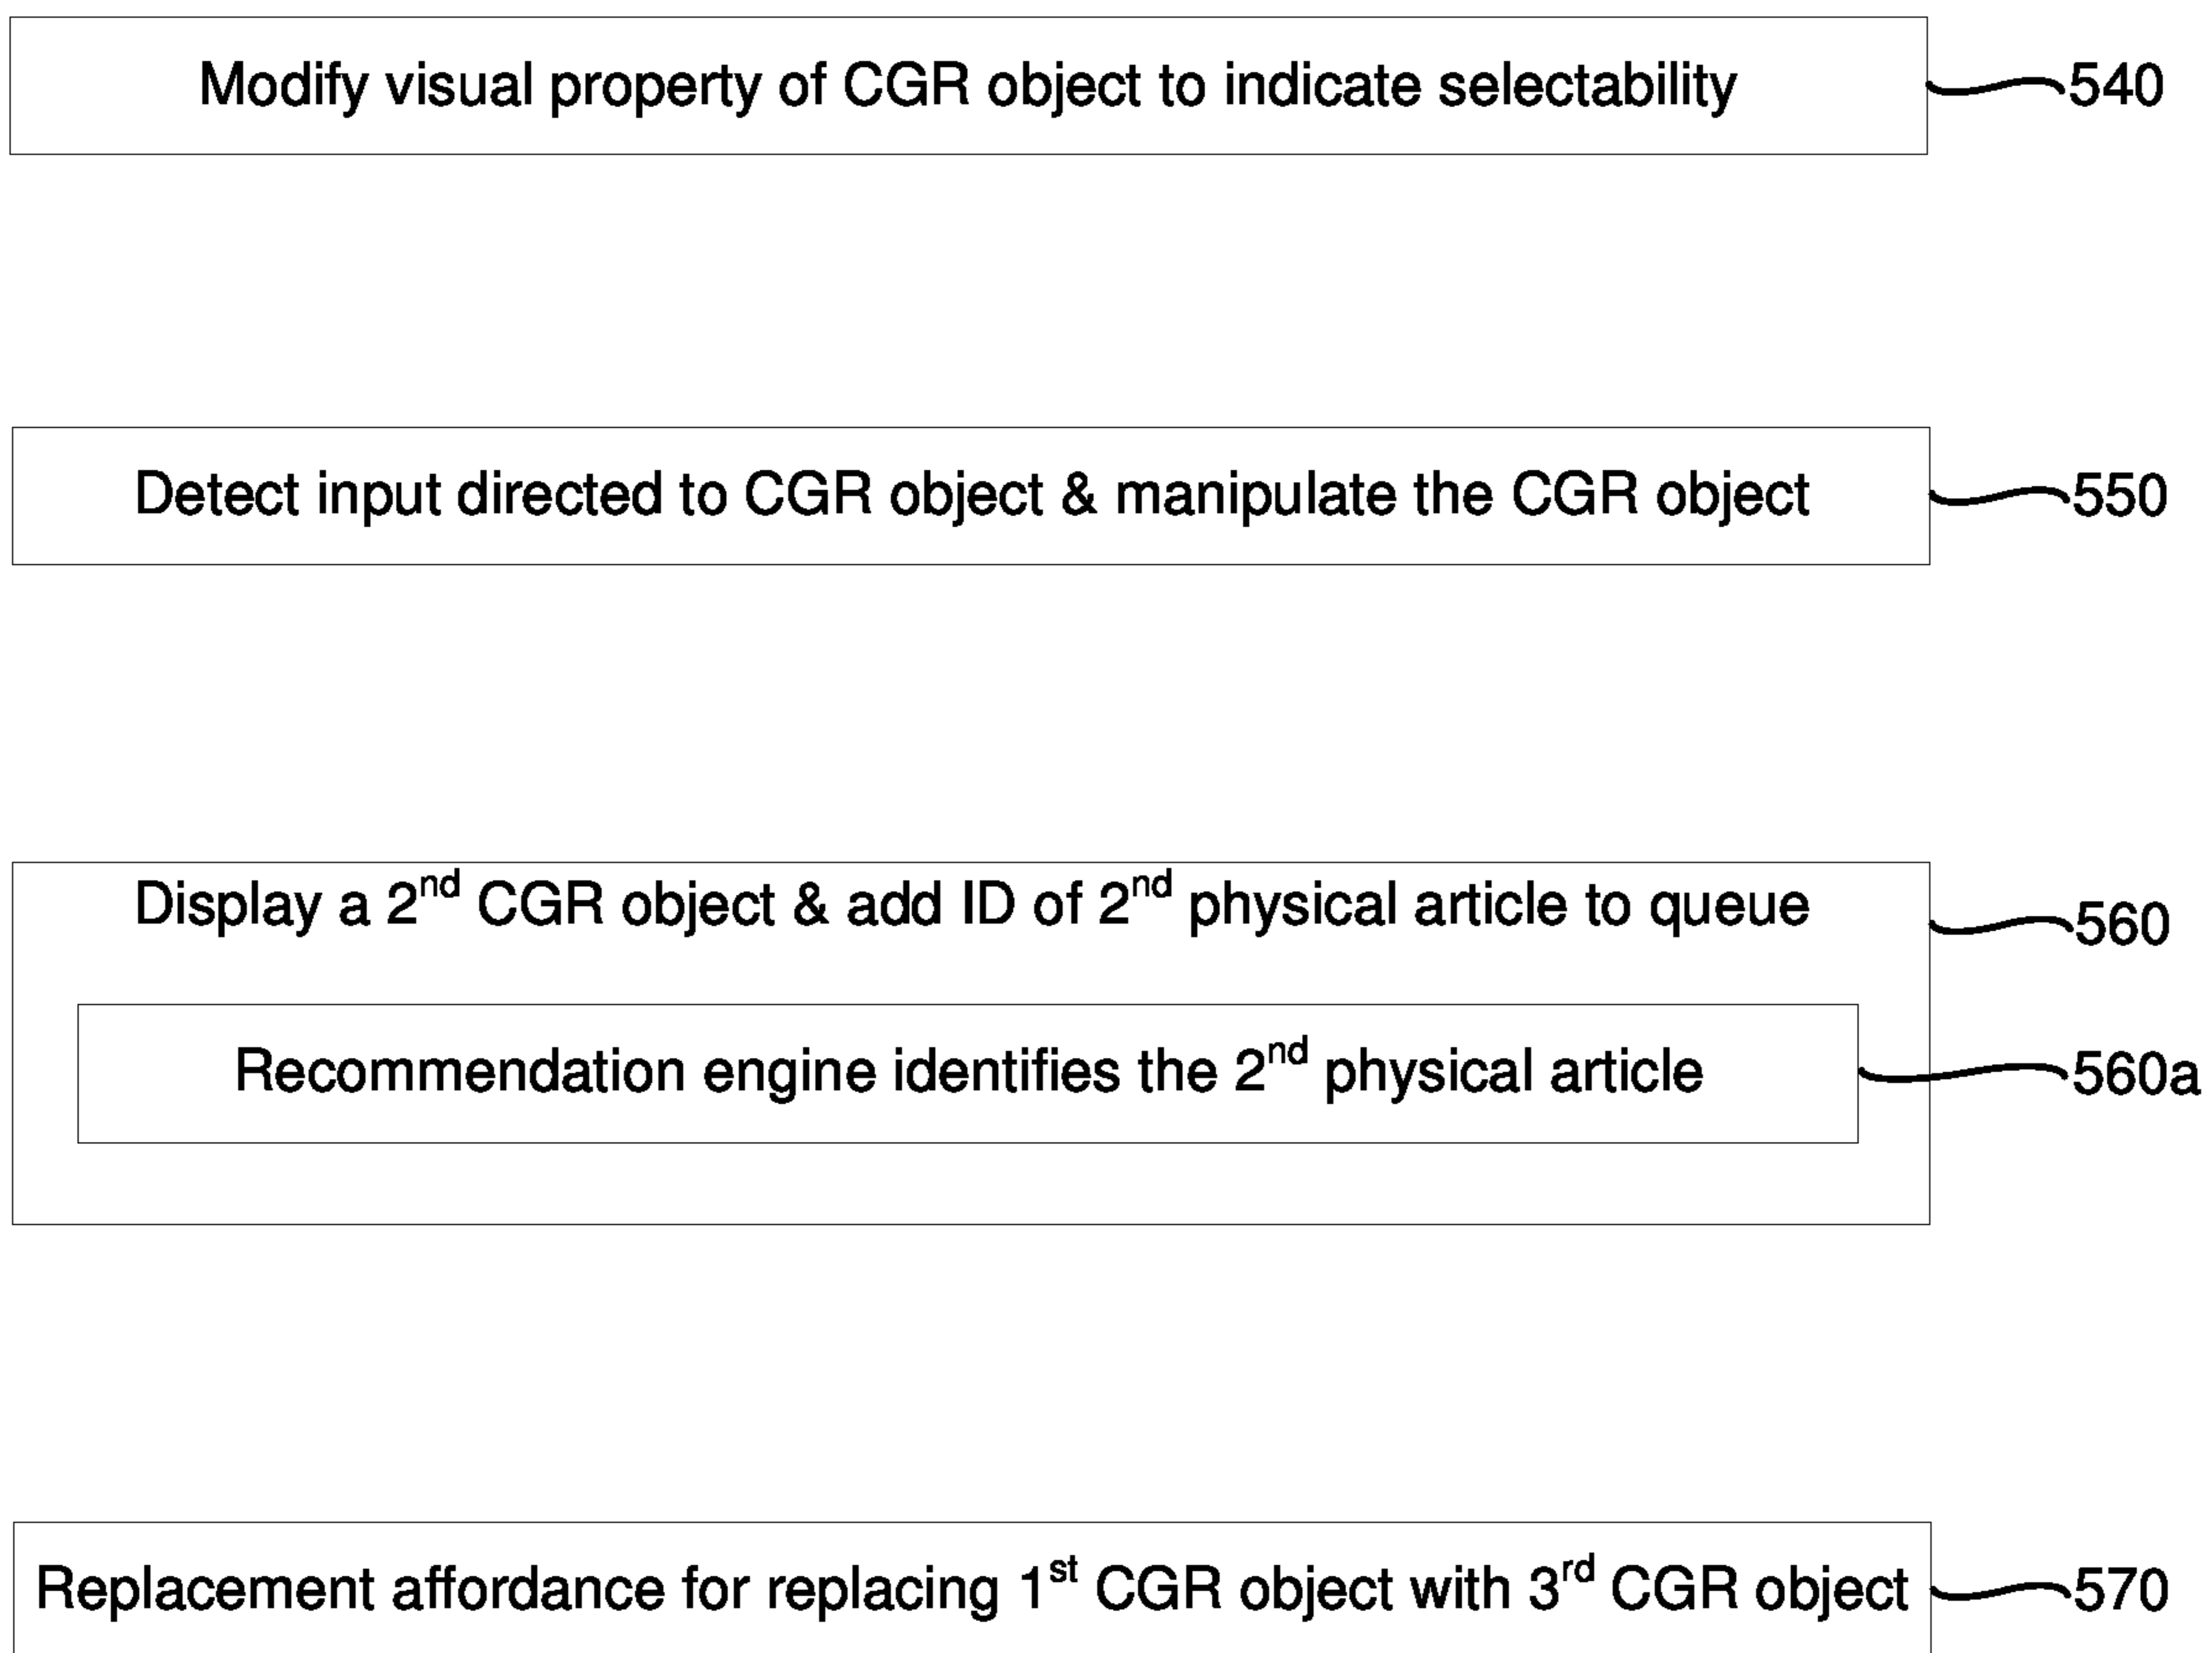 Modify visual property of CGR object to indicate selectability 540
Detect input directed to CGR object & manipulate the CGR object 550
Display a 2nd CGR object & add ID of 2nd physical article to queue 560
Recommendation engine identifies the 2nd physical article 560a
Replacement affordance for replacing 1st CGR object with 3rd CGR object 570